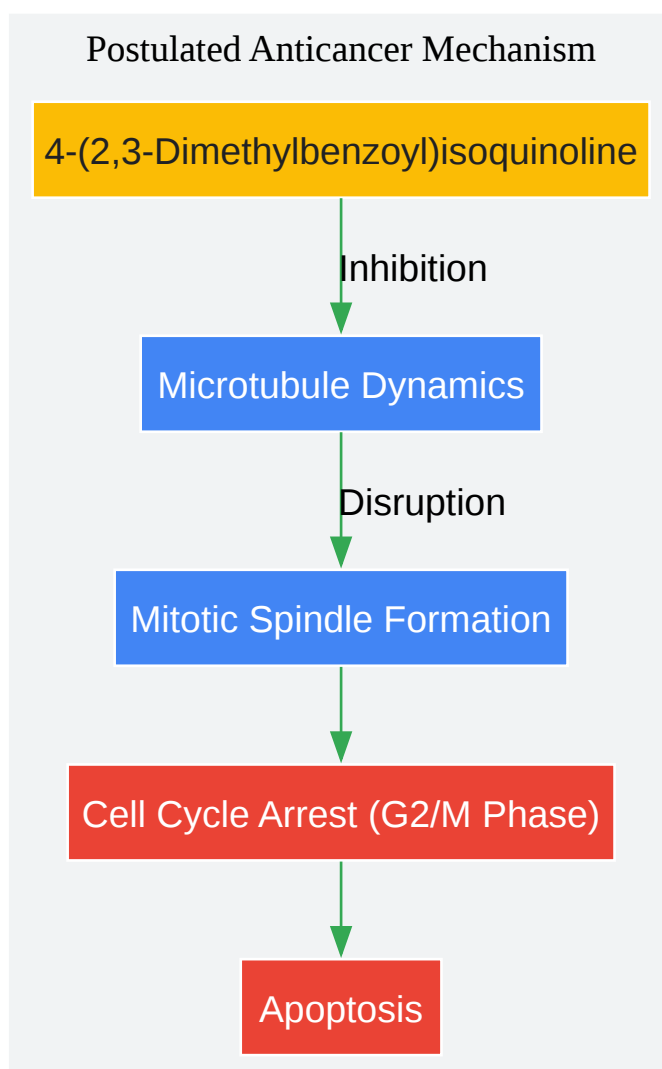 Postulated Anticancer Mechanism
4-(2,3-Dimethylbenzoyl)isoquinoline
Inhibition
Microtubule Dynamics
Disruption
Mitotic Spindle Formation
Cell Cycle Arrest (G2/M Phase)
Apoptosis